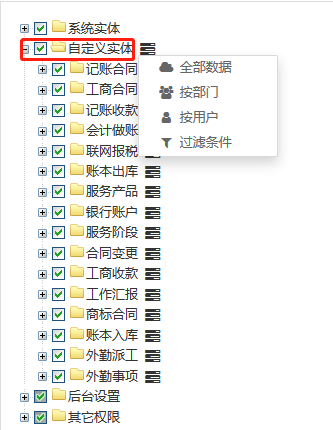 系统实体
自定义实体
全部数据
按部门
按用户
过滤条件
记账合同
工商合同
记账收款
会计做账
联网报税
账本出库
服务产品
银行账户
服务阶段
合同变更
工商收款
工作汇报
商标合同
账本入库
外勤派工
外勤事项
后台设置
其它权限